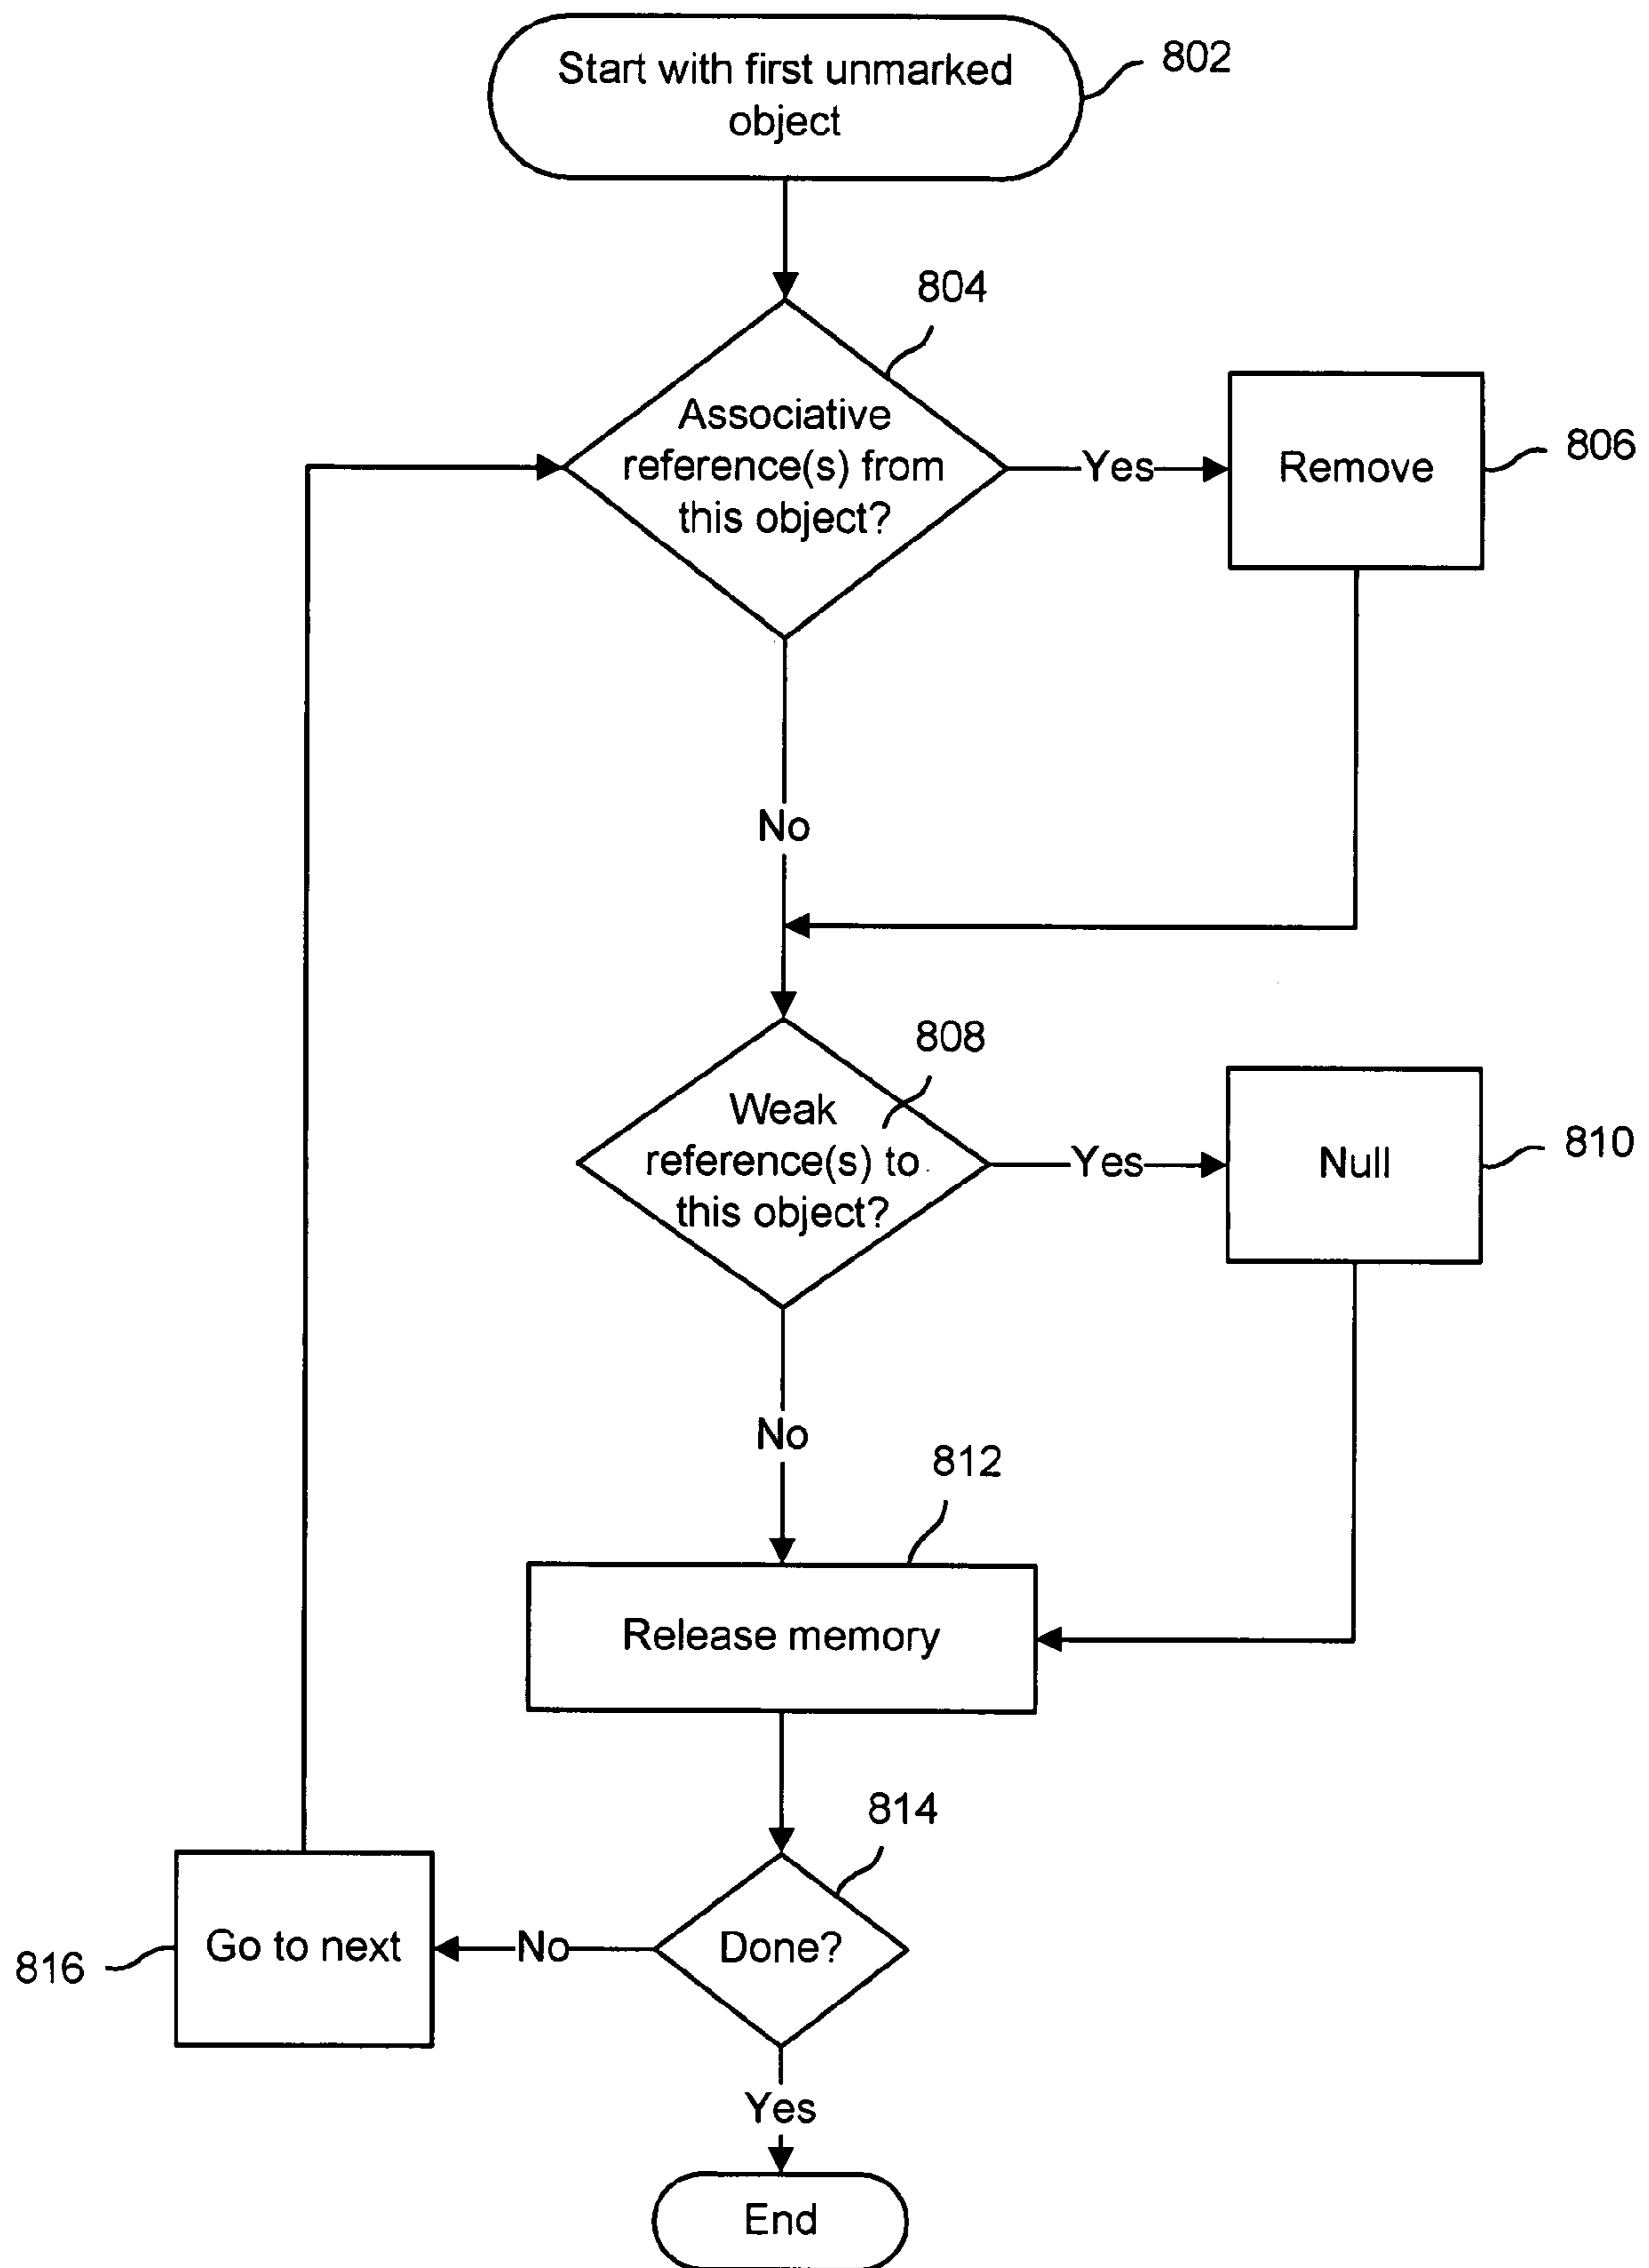 Start with first unmarked
object
802
804
Associative
reference(s) from
this object?
Yes
Remove
806
No
808
Weak
reference(s) to
this object?
Yes
Null
810
No
812
Release memory
814
Done?
No
Go to next
816
Yes
End